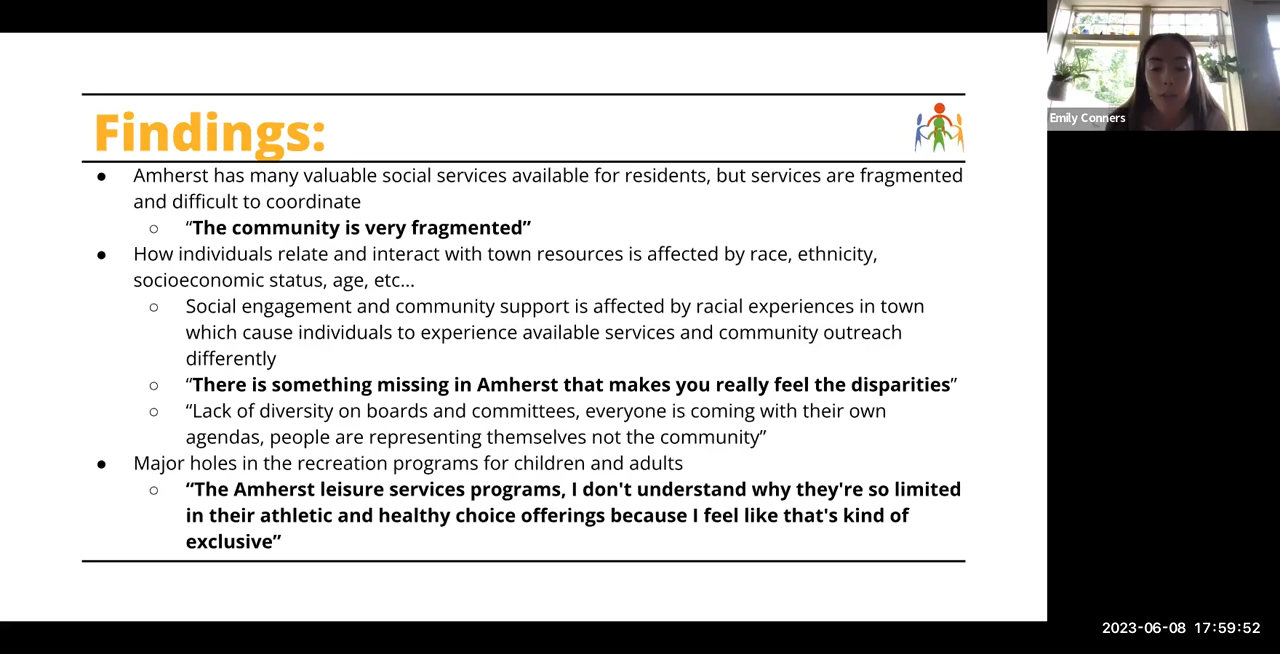 Findings:
● Amherst has many valuable social services available for residents, but services are fragmented
and difficult to coordinate
○ “The community is very fragmented”
● How individuals relate and interact with town resources is affected by race, ethnicity,
socioeconomic status, age, etc...
○ Social engagement and community support is affected by racial experiences in town
which cause individuals to experience available services and community outreach
differently
○ “There is something missing in Amherst that makes you really feel the disparities”
○ “Lack of diversity on boards and committees, everyone is coming with their own
agendas, people are representing themselves not the community”
● Major holes in the recreation programs for children and adults
○ “The Amherst leisure services programs, I don't understand why they're so limited
in their athletic and healthy choice offerings because I feel like that's kind of
exclusive”
Emily Conners
2023-06-08 17:59:52